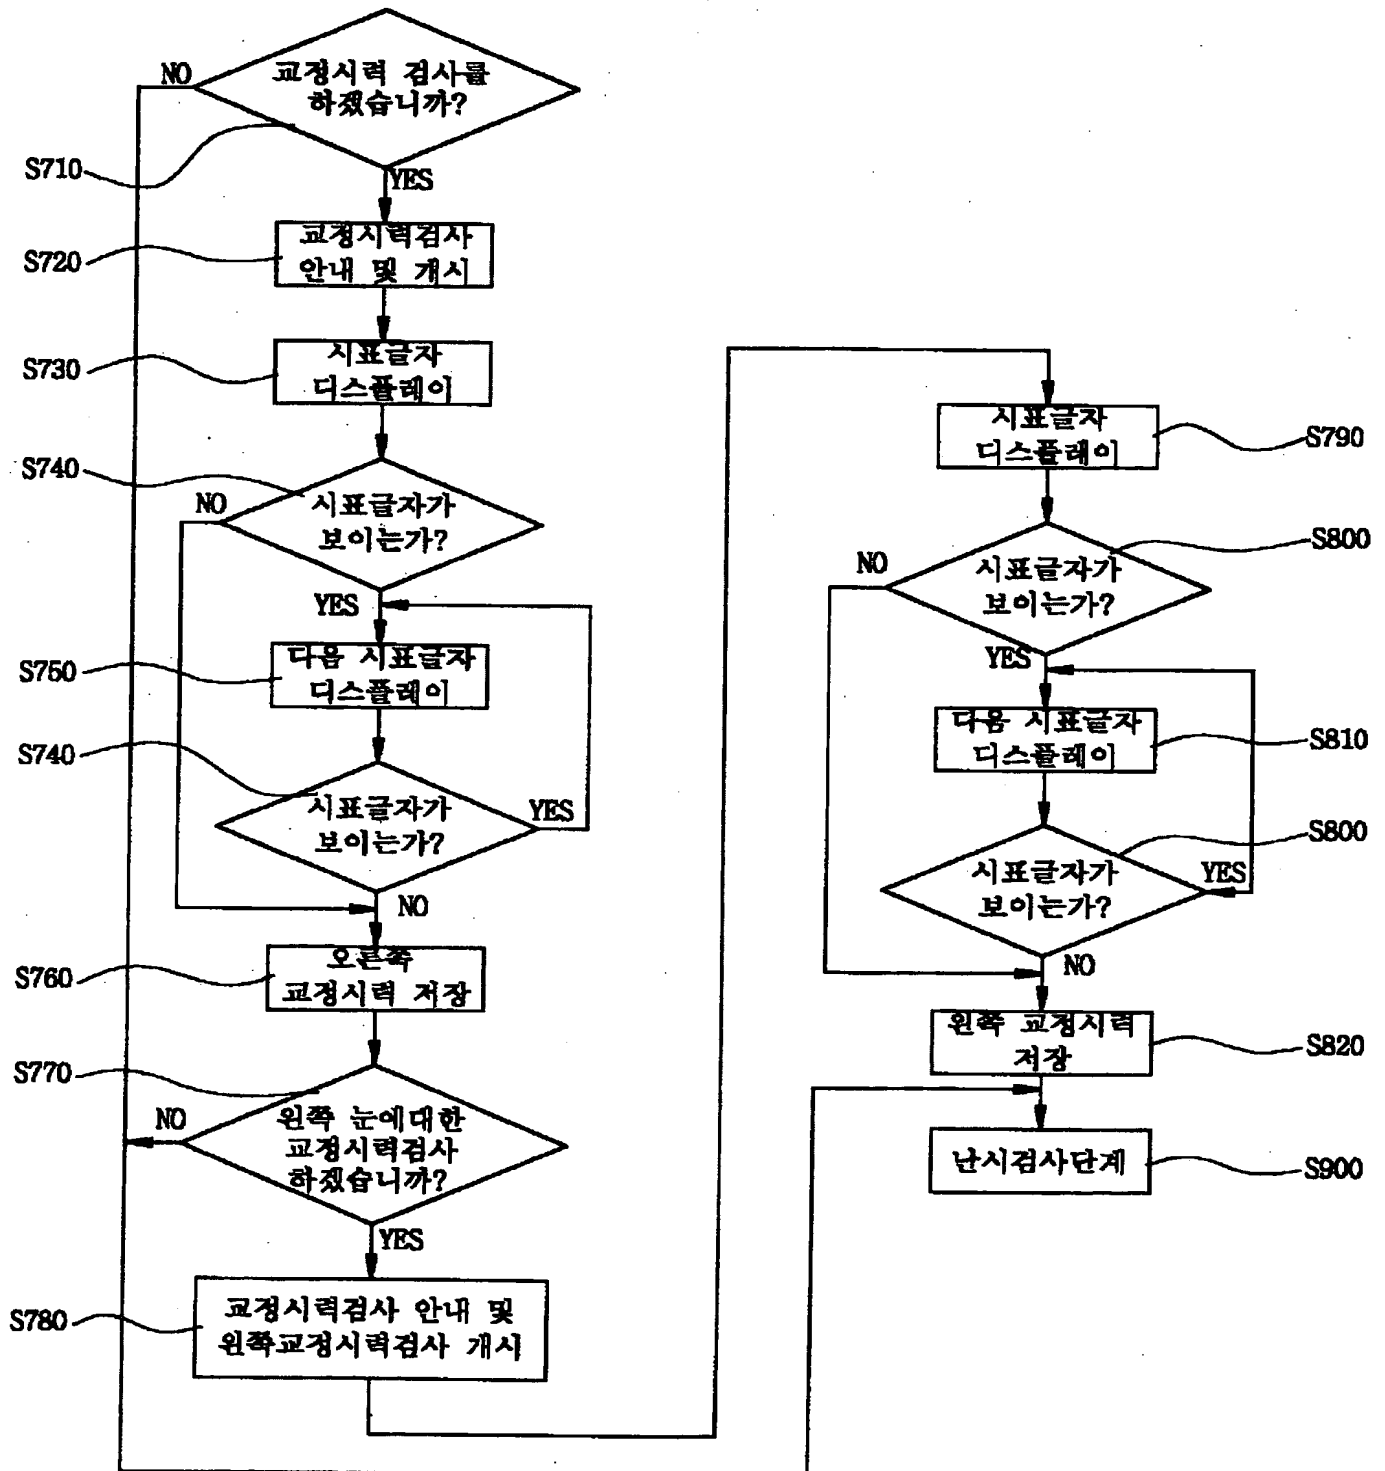 교정시력 검사를
하겠습니까?
NO
S710
YES
교정시력검사
안내 및 개시
S720
시표글자
디스플레이
S730
S740
시표글자가
보이는가?
NO
YES
다음 시표글자
디스플레이
S750
S740
시표글자가
보이는가?
YES
NO
오른쪽
교정시력 저장
S760
S770
왼쪽 눈에대한
교정시력검사
하겠습니까?
NO
YES
교정시력검사 안내 및
왼쪽교정시력검사 개시
S780
시표글자
디스플레이
S790
S800
시표글자가
보이는가?
NO
YES
다음 시표글자
디스플레이
S810
S800
시표글자가
보이는가?
YES
NO
왼쪽 교정시력
저장
S820
난시검사단계
S900